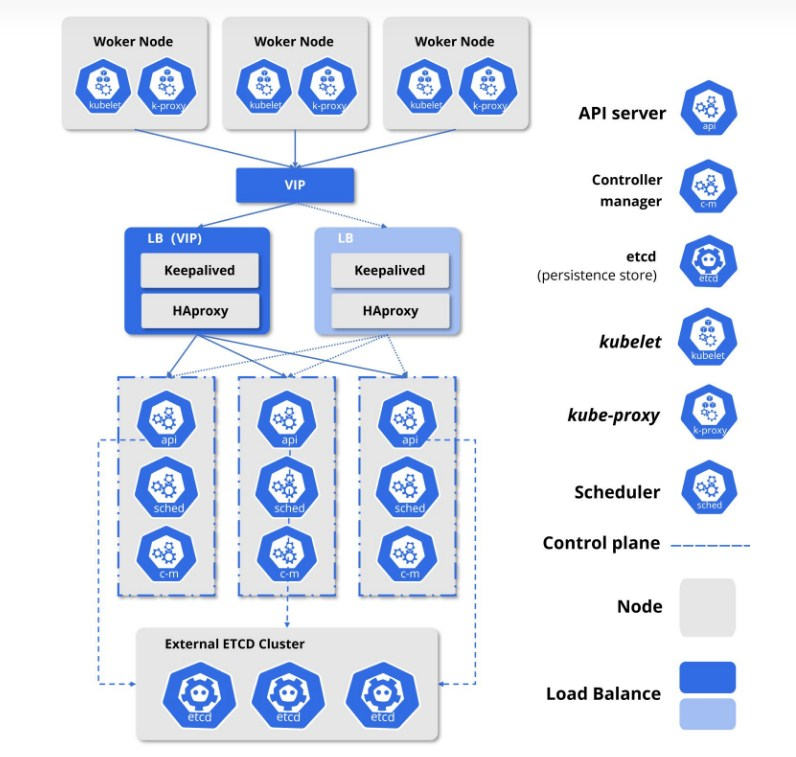 Woker Node
kubelet
k-proxy
Woker Node
kubelet
k-proxy
Woker Node
kubelet
k-proxy
VIP
LB (VIP)
Keepalived
HAproxy
LB
Keepalived
HAproxy
api
sched
c-m
api
sched
c-m
api
sched
c-m
External ETCD Cluster
etcd
etcd
etcd
API server
api
Controller
manager
c-m
etcd
(persistence store)
etcd
kubelet
kubelet
kube-proxy
k-proxy
Scheduler
sched
Control plane
Node
Load Balance